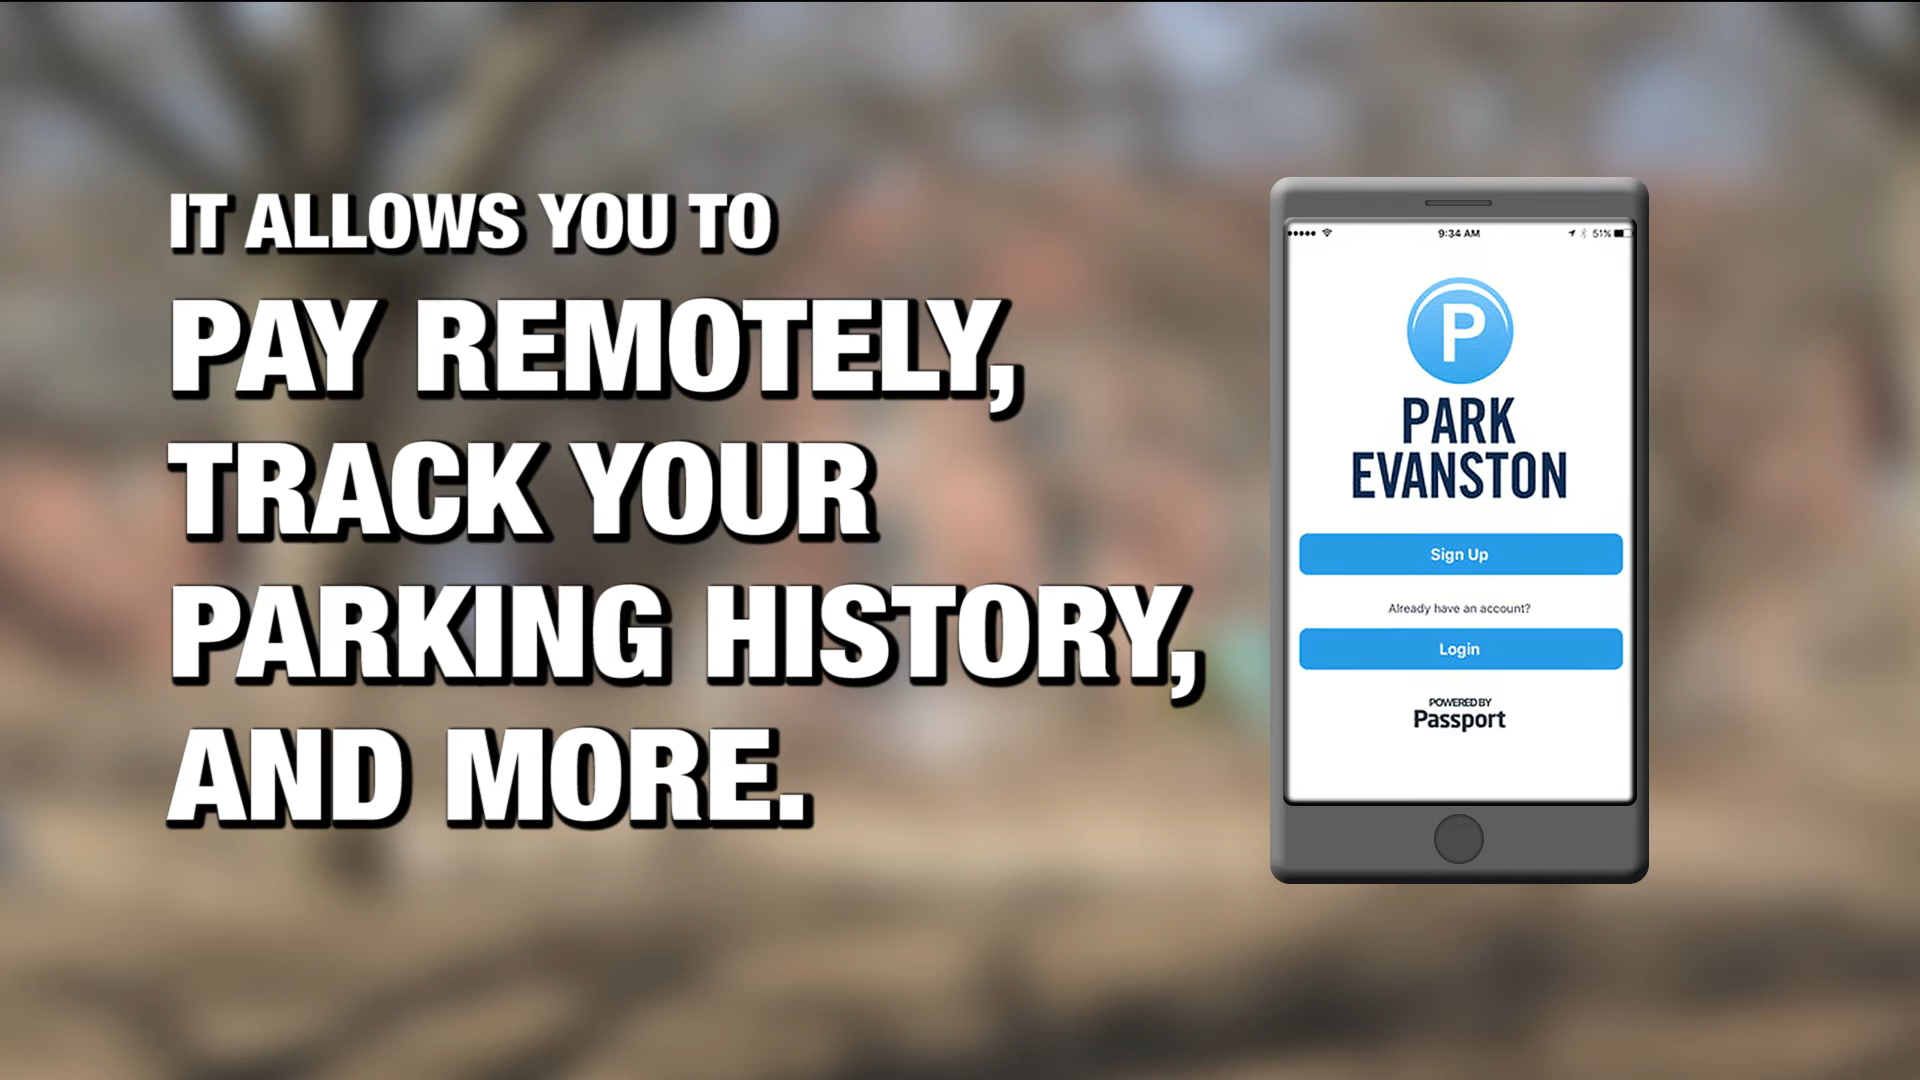 IT ALLOWS YOU TO
PAY REMOTELY,
TRACK YOUR
PARKING HISTORY,
AND MORE.
9:34 AM
51%
P
PARK
EVANSTON
Sign Up
Already have an account?
Login
POWERED BY
Passport